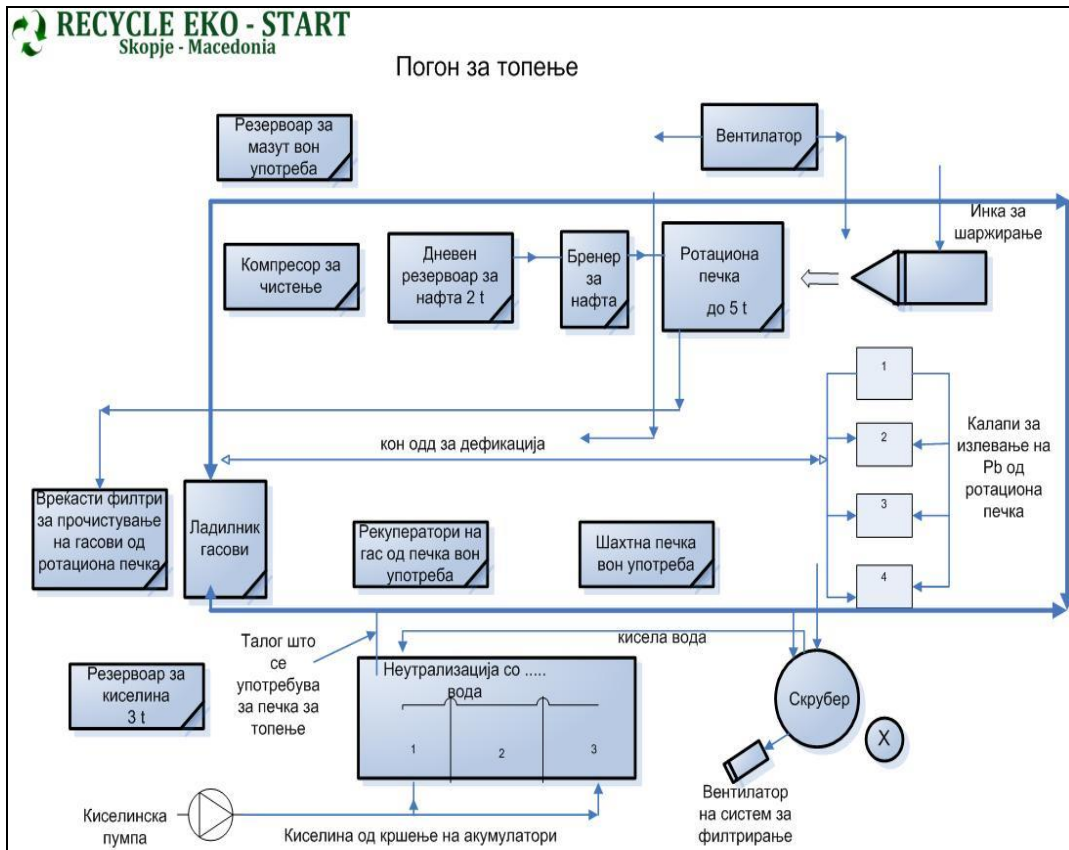 RECYCLE EKO - START
Skopje - Macedonia
Погон за топење
Резервоар за
мазут вон
употреба
Вентилатор
Инка за
шаржирање
Компресор за
чистење
Дневен
резервоар за
нафта 2 t
Бренер
за
нафта
Ротациона
печка
до 5 t
1
2
3
4
Калапи за
излевање на
Pb од
ротациона
печка
кон одд за дефикација
Врeќасти филтри
за прочистување
на гасови од
ротациона печка
Ладилник
гасови
Рекуператори на
гас од печка вон
употреба
Шахтна печка
вон употреба
Талог што
се
употребува
за печка за
топење
кисела вода
Резервоар за
киселина
3 t
Неутрализација со .....
вода
1
2
3
Скрубер
X
Вентилатор
на систем за
филтрирање
Киселинска
пумпа
Киселина од кршење на акумулатори